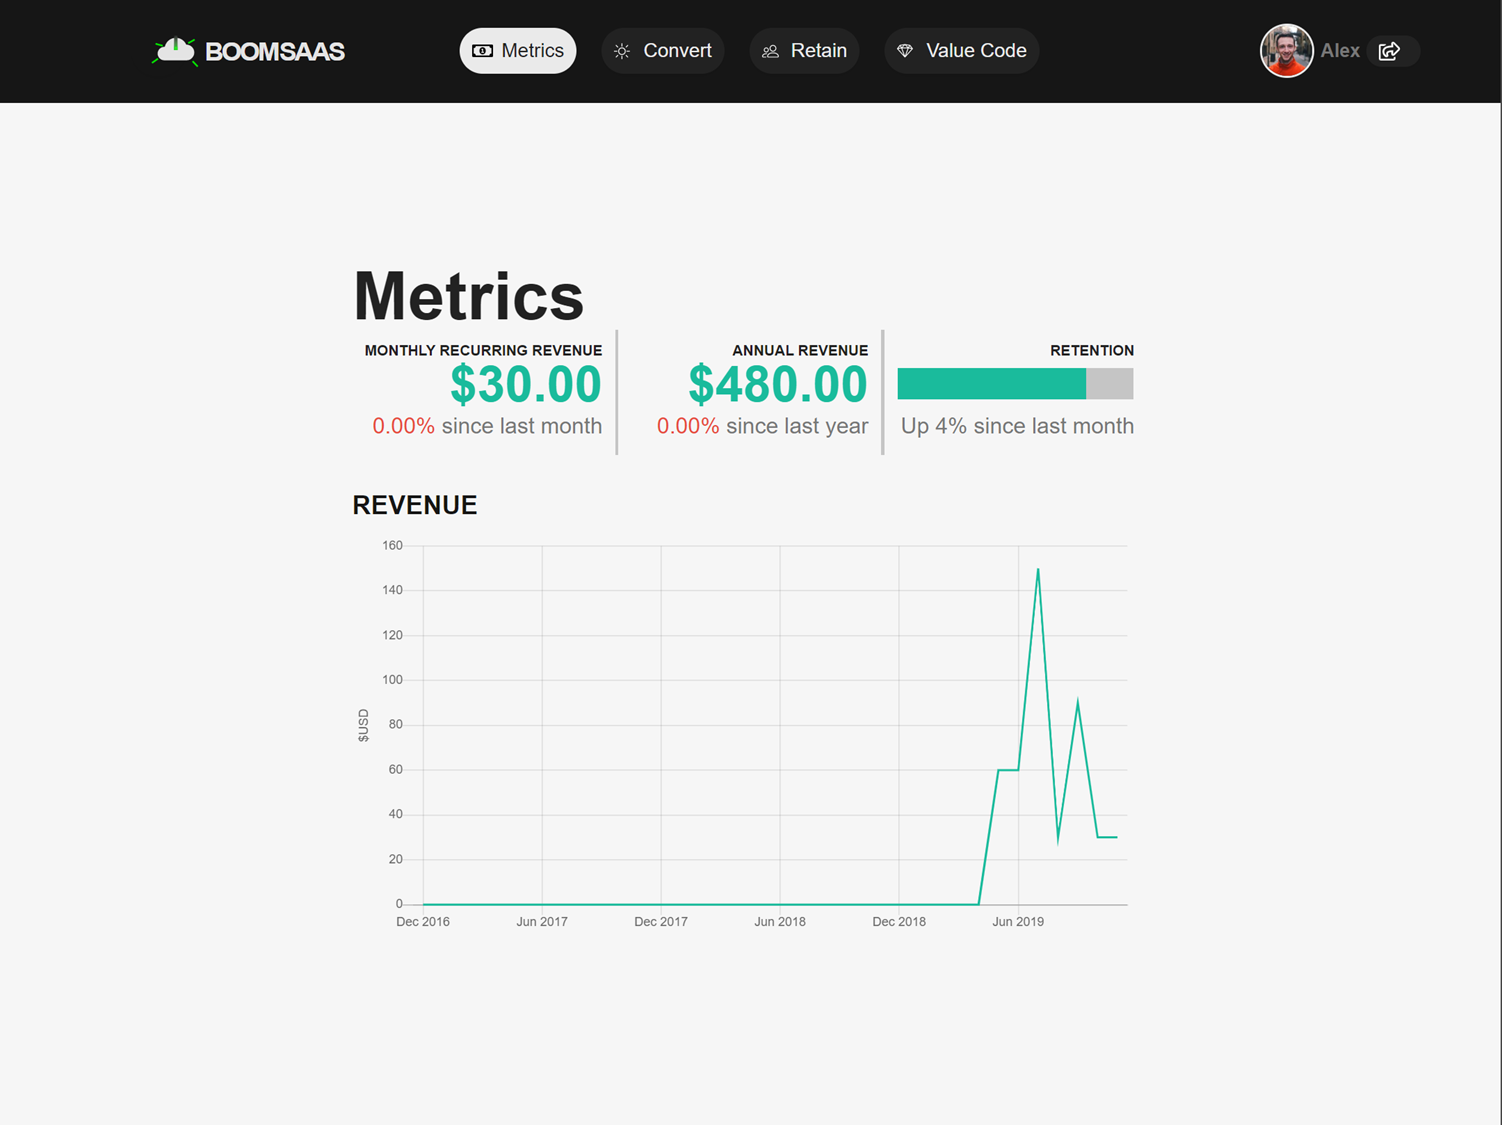 BOOMSAAS
Metrics
Convert
Retain
Value Code
Alex
Metrics
MONTHLY RECURRING REVENUE
$30.00
0.00% since last month
ANNUAL REVENUE
$480.00
0.00% since last year
RETENTION
Up 4% since last month
REVENUE
160
140
120
100
80
60
40
20
0
$USD
Dec 2016
Jun 2017
Dec 2017
Jun 2018
Dec 2018
Jun 2019